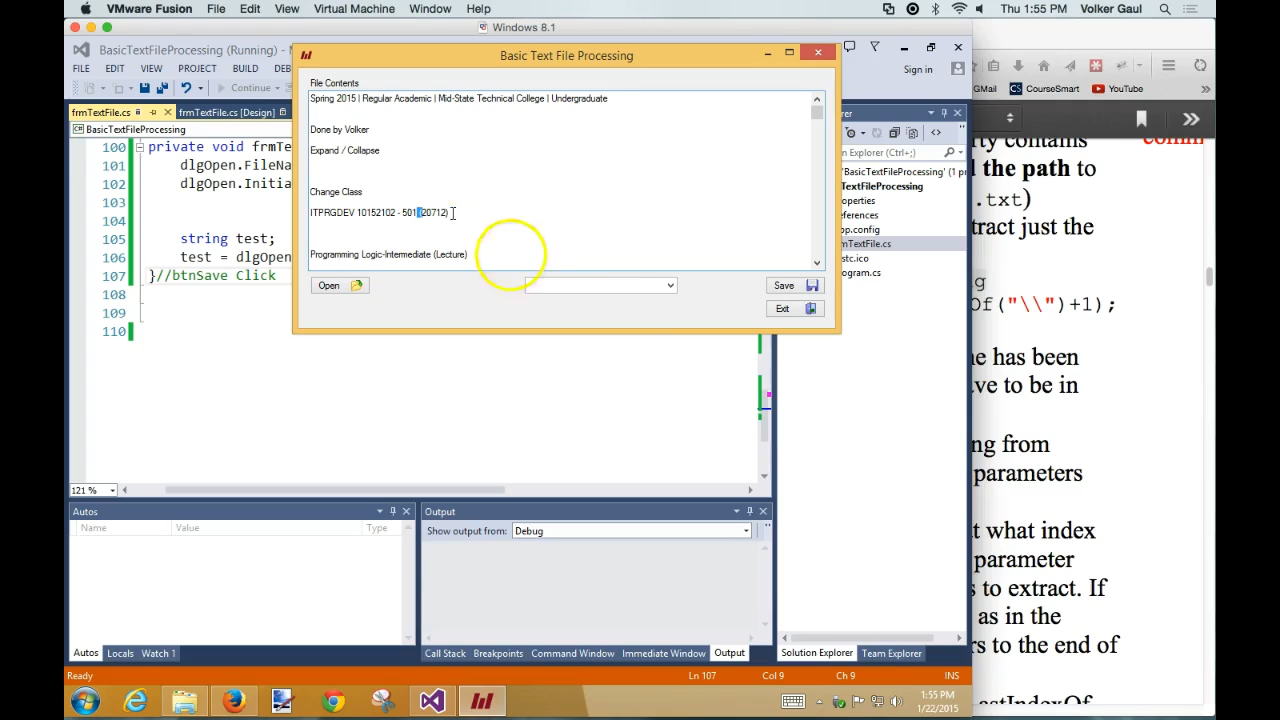 VMware Fusion File Edit View Virtual Machine Window Help Thu 1:55 PM Volker Gaul
Windows 8.1
BasicTextFileProcessing (Running) -
Basic Text File Processing
Sign in
FILE EDIT VIEW PROJECT BUILD
Continue
GMail CourseSmart YouTube
frmTextFile.cs frmTextFile.cs [Design]
BasicTextFileProcessing
File Contents
Spring 2015 | Regular Academic | Mid-State Technical College | Undergraduate
Done by Volker
Expand / Collapse
Change Class
ITPRGDEV 10152102 - 501 (20712)
Programming Logic-Intermediate (Lecture)
Open
Save
Exit
100 private void frmTe
101 dlgOpen.FileNa
102 dlgOpen.Initia
103
104
105 string test;
106 test = dlgOpen
107 }//btnSave Click
108
109
110
Explorer (Ctrl+;)
'BasicTextFileProcessing' (1 pr
TextFileProcessing
operties
eferences
pp.config
rmTextFile.cs
stc.ico
ogram.cs
rty contains
d the path to
.txt)
tract just the
g
Of("\\")+1);
ne has been
ave to be in
ng from
parameters
t what index
parameter
s to extract. If
as in the
rs to the end of
astIndexOf
121 %
Autos
Name Value Type
Output
Show output from: Debug
Autos Locals Watch 1
Call Stack Breakpoints Command Window Immediate Window Output
Solution Explorer Team Explorer
Ready Ln 107 Col 9 Ch 9 INS
1:55 PM
1/22/2015